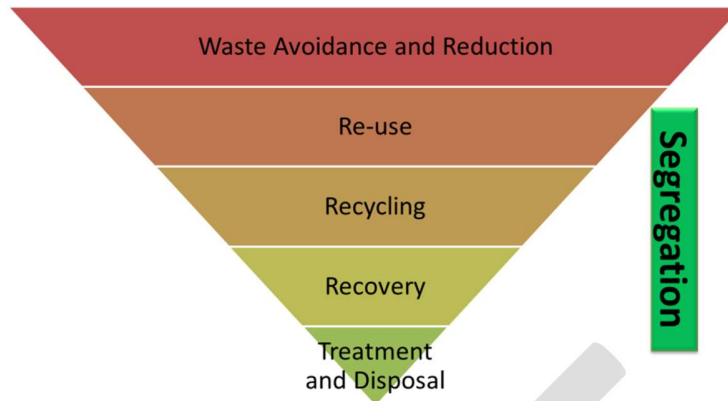 Waste Avoidance and Reduction
Re-use
Recycling
Recovery
Treatment
and Disposal
Segregation